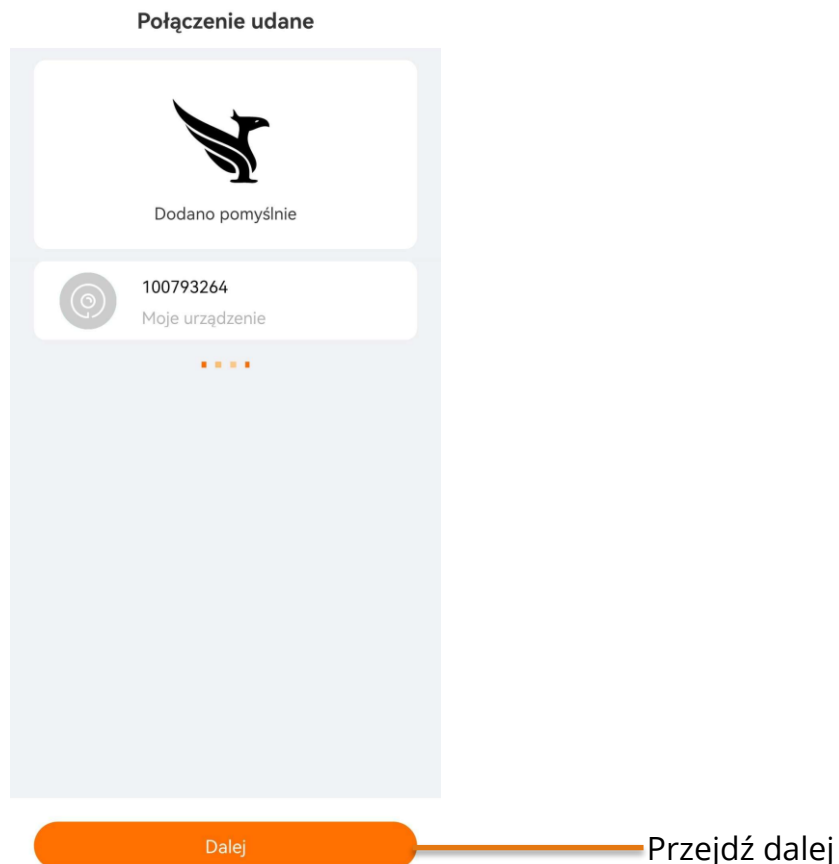 Połączenie udane
Dodano pomyślnie
100793264
Moje urządzenie
Dalej
Przejdź dalej